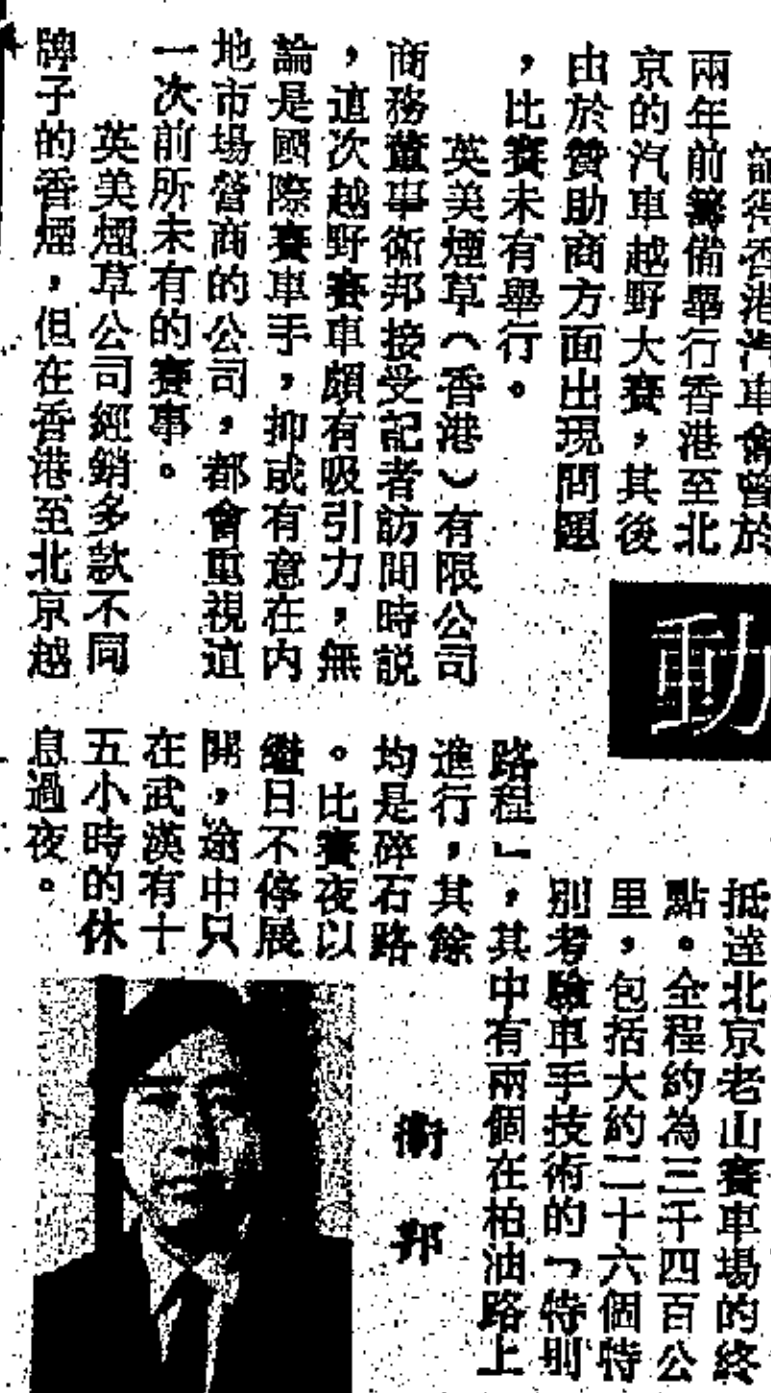 記得香港汽車會曾於
兩年前籌備舉行香港至北
京的汽車越野大賽，其後
由於贊助商方面出現問題
，比賽未有舉行。
英美煙草（香港）有限公司
商務董事衛邦接受記者訪問時説
，這次越野賽車頗有吸引力，無
論是國際賽車手，抑或有意在内
地市場營商的公司，都會重視這
一次前所未有的賽事。
英美煙草公司經銷多款不同
牌子的香煙，但在香港至北京越
動
抵達北京老山賽車場的終
點。全程約為三千四百公
里，包括大約二十六個特
別考驗車手技術的「特別
路程」，其中有兩個在柏油路上
進行，其餘
均是碎石路
。比賽夜以
繼日不停展
開，途中只
在武漢有十
五小時的休
息過夜。
衛邦